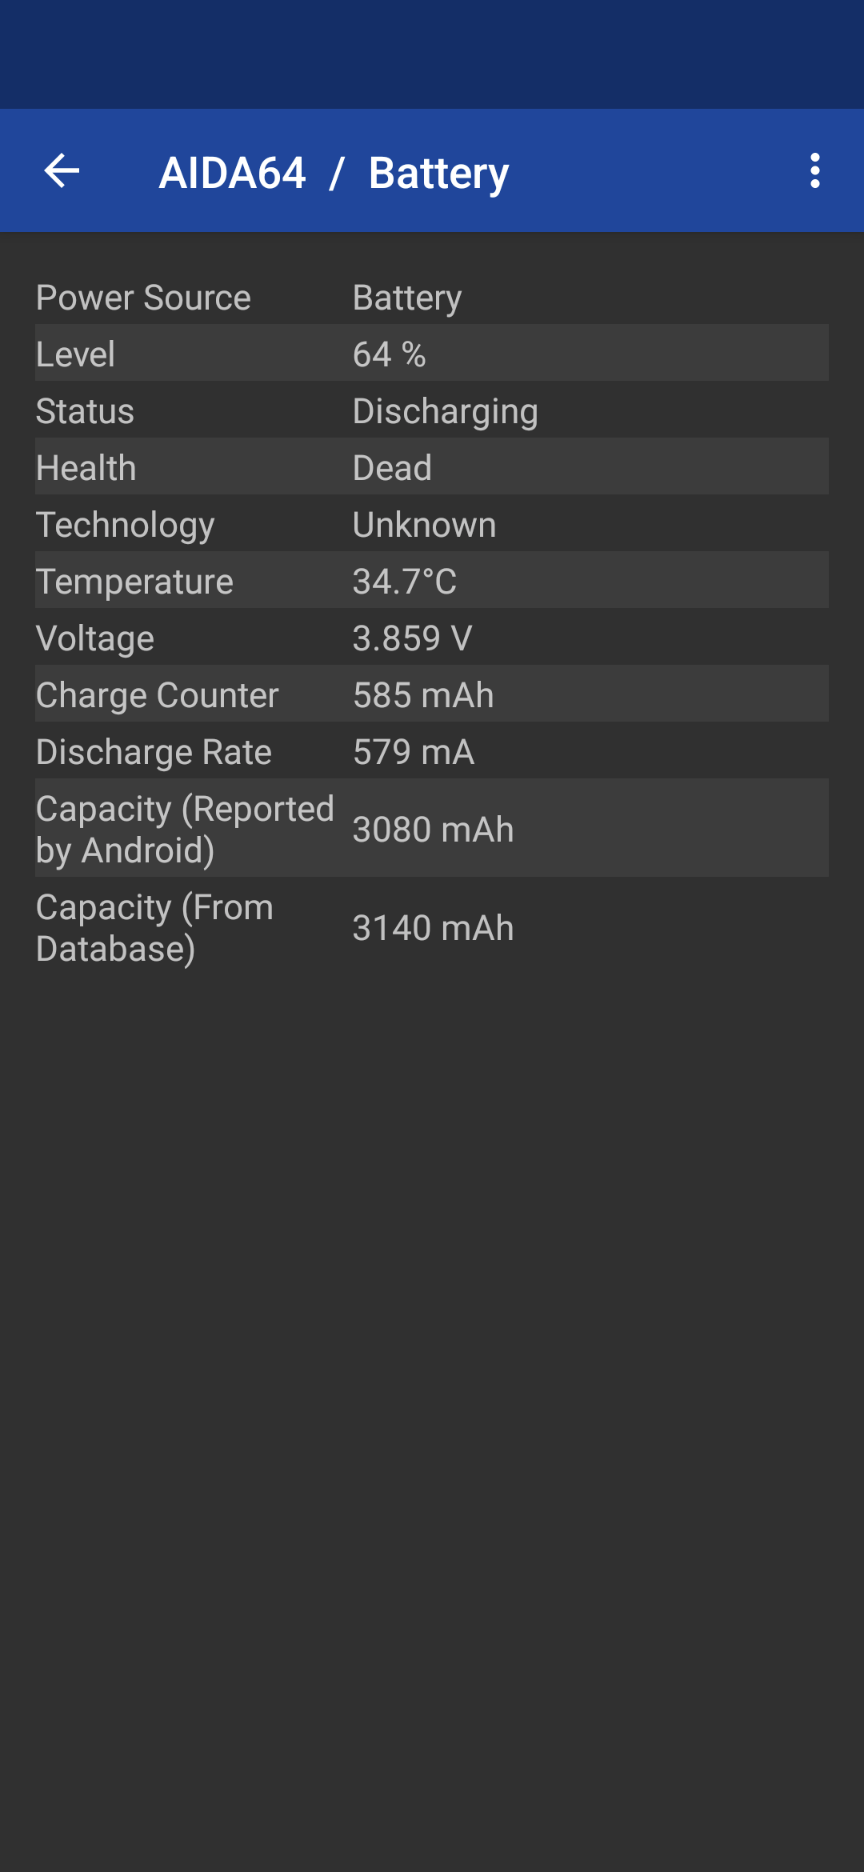 AIDA64 / Battery
Power Source Battery
Level 64 %
Status Discharging
Health Dead
Technology Unknown
Temperature 34.7°C
Voltage 3.859 V
Charge Counter 585 mAh
Discharge Rate 579 mA
Capacity (Reported
by Android) 3080 mAh
Capacity (From
Database) 3140 mAh